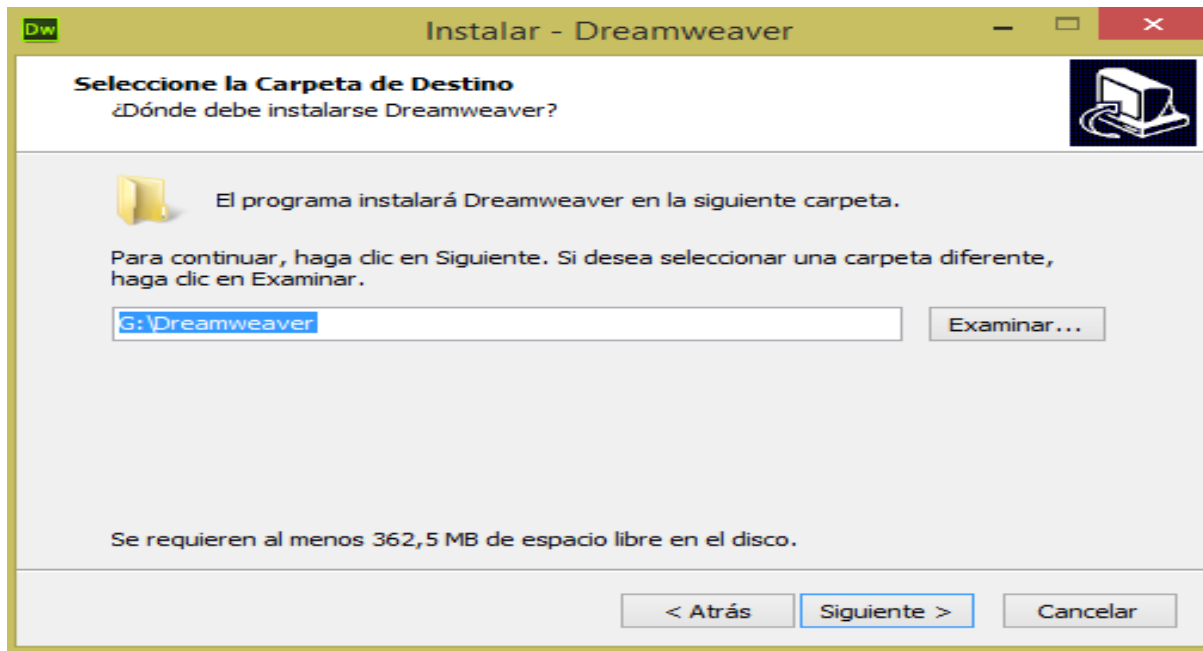 Dw
Instalar - Dreamweaver
Seleccione la Carpeta de Destino
¿Dónde debe instalarse Dreamweaver?
El programa instalará Dreamweaver en la siguiente carpeta.
Para continuar, haga clic en Siguiente. Si desea seleccionar una carpeta diferente,
haga clic en Examinar.
G:\Dreamweaver
Examinar...
Se requieren al menos 362,5 MB de espacio libre en el disco.
< Atrás
Siguiente >
Cancelar